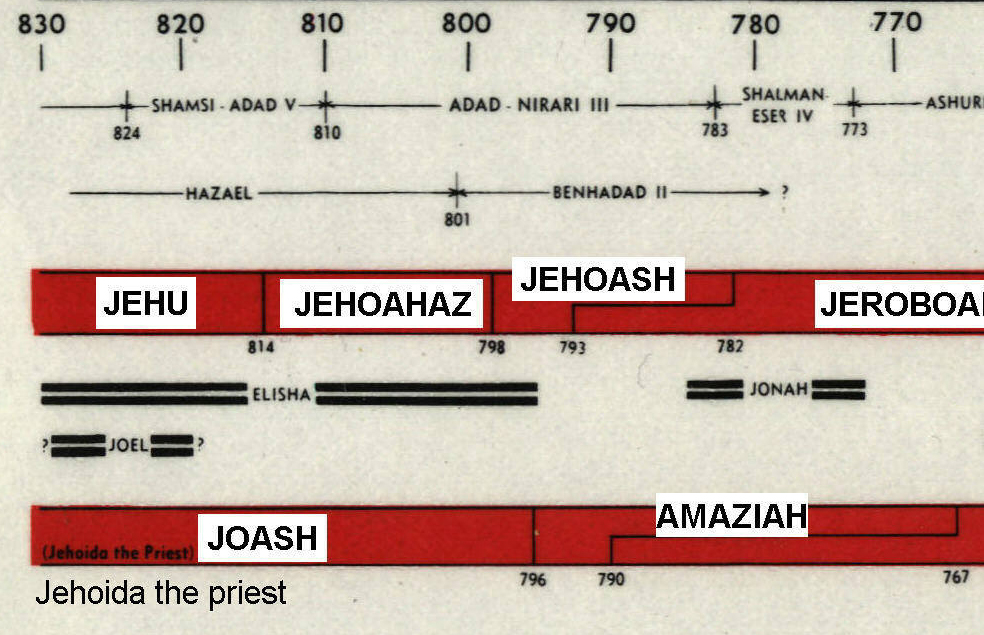 830 820 810 800 790 780 770
SHAMSI - ADAD V ADAD - NIRARI III SHALMAN- ESER IV ASHUR
824 810 783 773
HAZAEL BENHADAD II ?
801
JEHU JEHOAHAZ JEHOASH JEROBOA
814 798 793 782
ELISHA JONAH
? JOEL ?
(Jehoida the Priest) JOASH AMAZIAH
796 790 767
Jehoida the priest